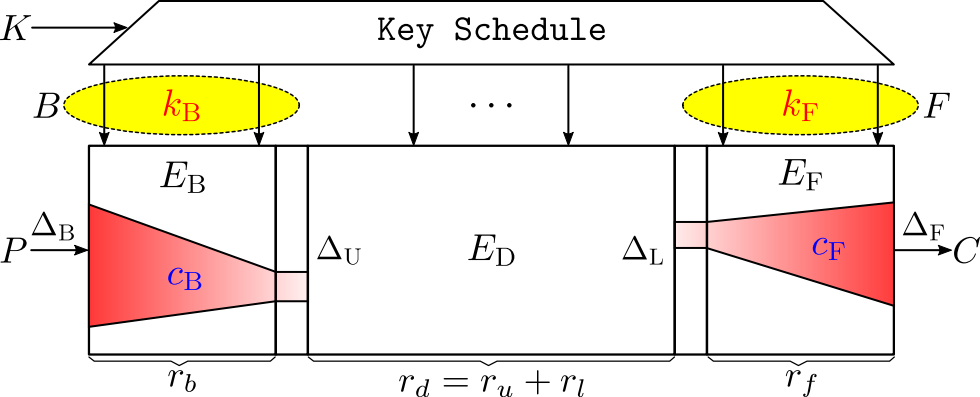 K Key Schedule
B k_B ⋯ k_F F
E_B E_F
Δ_B Δ_F
P Δ_U E_D Δ_L C
c_B c_F
r_b r_d = r_u + r_l r_f